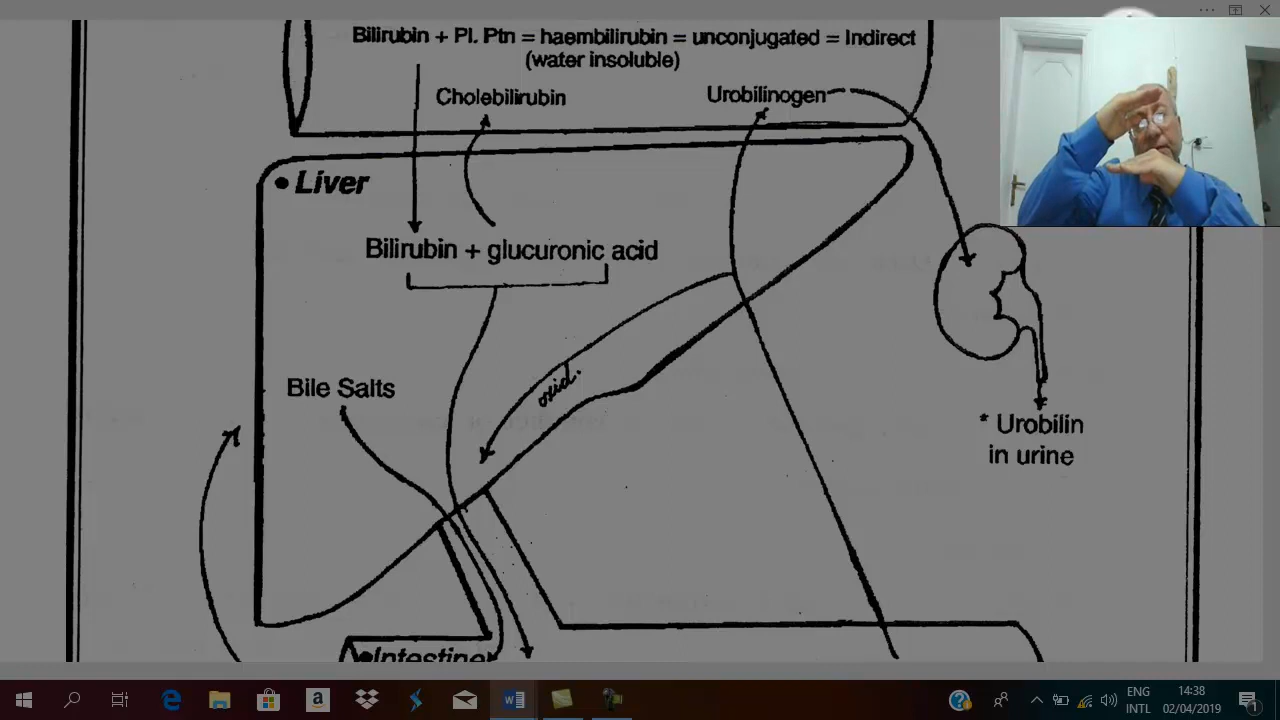 Bilirubin + Pl. Ptn = haembilirubin = unconjugated = Indirect
(water insoluble)
Cholebilirubin
Urobilinogen
• Liver
Bilirubin + glucuronic acid
oxid.
Bile Salts
* Urobilin
in urine
•Intestine
ENG
INTL
14:38
02/04/2019
1